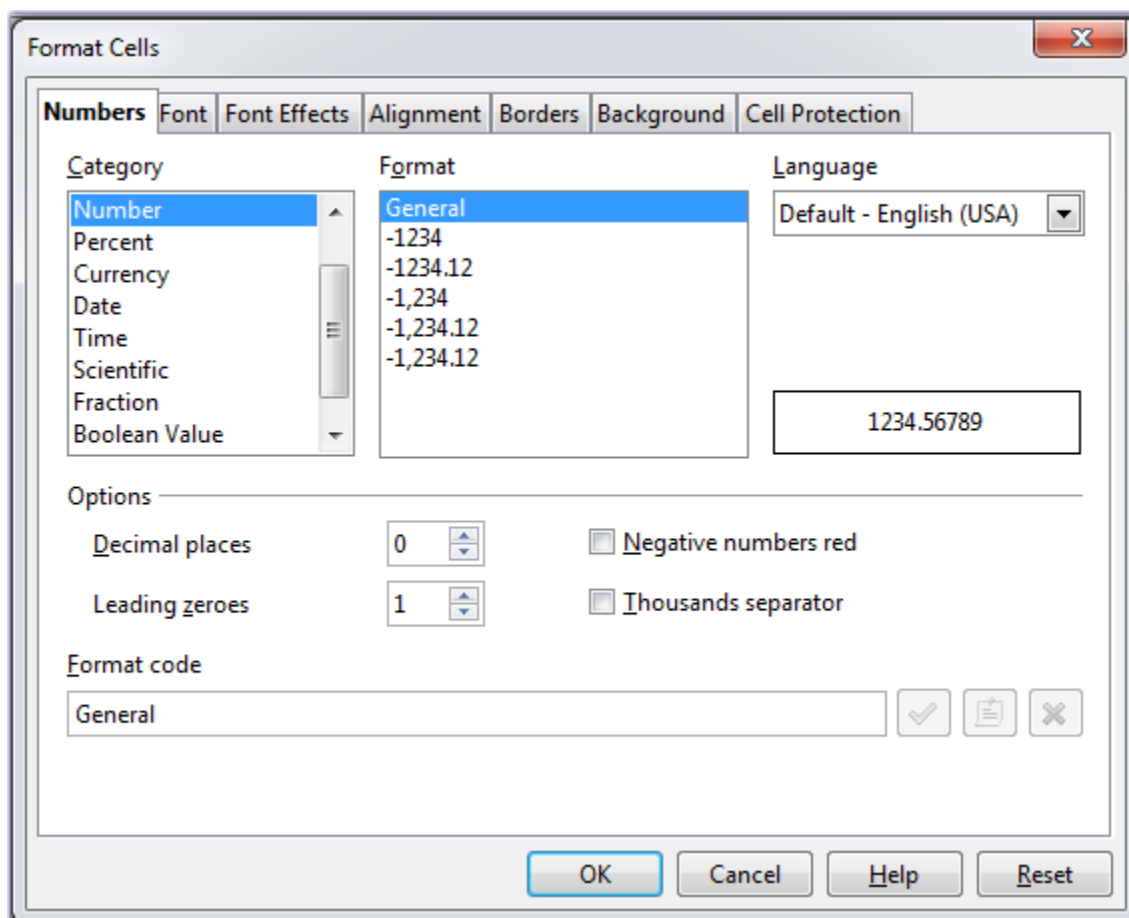 Format Cells
Numbers Font Font Effects Alignment Borders Background Cell Protection
Category
Number
Percent
Currency
Date
Time
Scientific
Fraction
Boolean Value
Format
General
-1234
-1234.12
-1,234
-1,234.12
-1,234.12
Language
Default - English (USA)
1234.56789
Options
Decimal places 0 Negative numbers red
Leading zeroes 1 Thousands separator
Format code
General
OK Cancel Help Reset